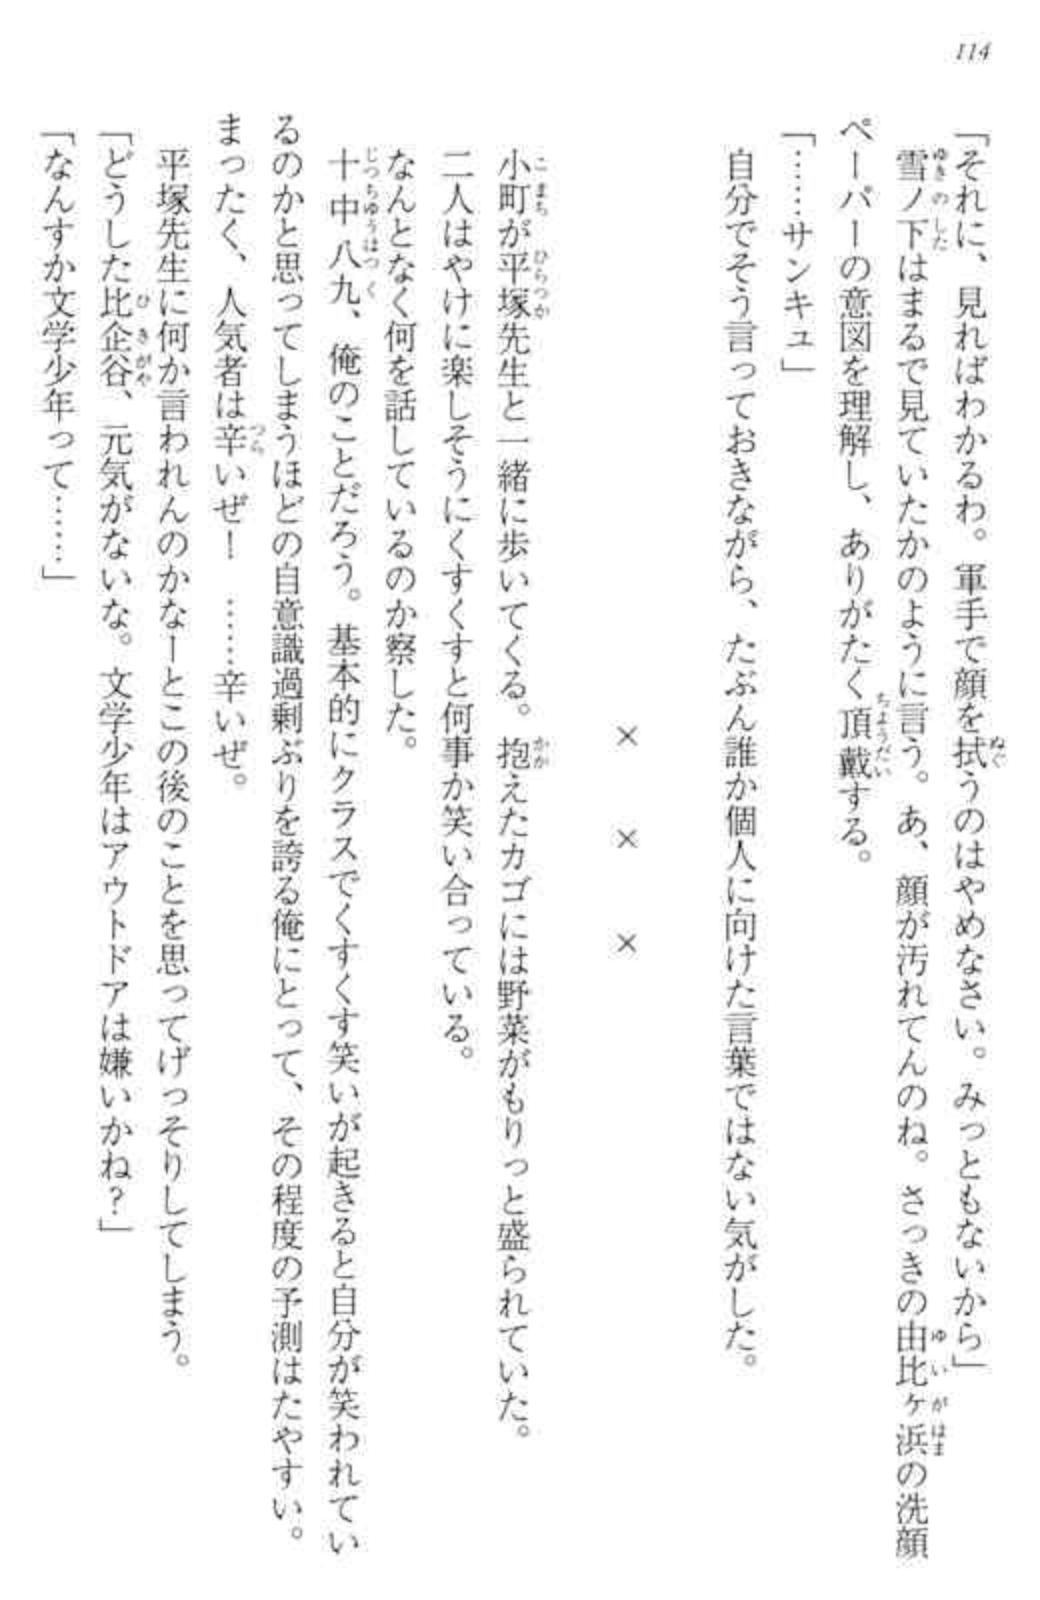 114
「それに、見ればわかるわ。軍手で顔を拭うのはやめなさい。みっともないから」
雪ノ下はまるで見ていたかのように言う。あ、顔が汚れてんのね。さっきの由比ヶ浜の洗顔
ペーパーの意図を理解し、ありがたく頂戴する。
「……サンキュ」
自分でそう言っておきながら、たぶん誰か個人に向けた言葉ではない気がした。
× × ×
小町が平塚先生と一緒に歩いてくる。抱えたカゴには野菜がもりっと盛られていた。
二人はやけに楽しそうにくすくすと何事か笑い合っている。
なんとなく何を話しているのか察した。
十中八九、俺のことだろう。基本的にクラスでくすくす笑いが起きると自分が笑われてい
るのかと思ってしまうほどの自意識過剰ぶりを誇る俺にとって、その程度の予測はたやすい。
まったく、人気者は辛いぜ！　……辛いぜ。
平塚先生に何か言われんのかなーとこの後のことを思ってげっそりしてしまう。
「どうした比企谷、元気がないな。文学少年はアウトドアは嫌いかね？」
「なんすか文学少年って……」